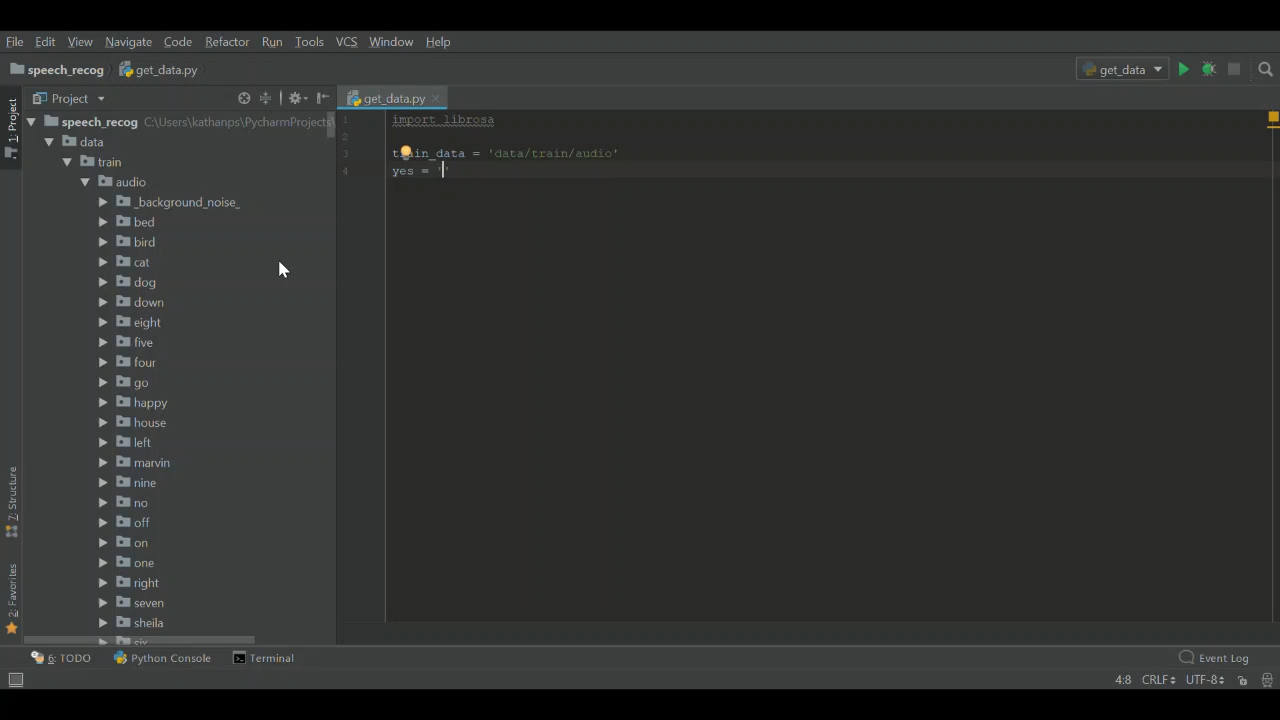 File Edit View Navigate Code Refactor Run Tools VCS Window Help
speech_recog get_data.py get_data
Project get_data.py
1: Project
speech_recog C:\Users\kathanps\PycharmProjects\
data
train
audio
_background_noise_
bed
bird
cat
dog
down
eight
five
four
go
happy
house
left
marvin
nine
no
off
on
one
right
seven
sheila
six
7: Structure
2: Favorites
1 import librosa
2
3 train_data = 'data/train/audio'
4 yes = ''
6: TODO Python Console Terminal Event Log
4:8 CRLF UTF-8